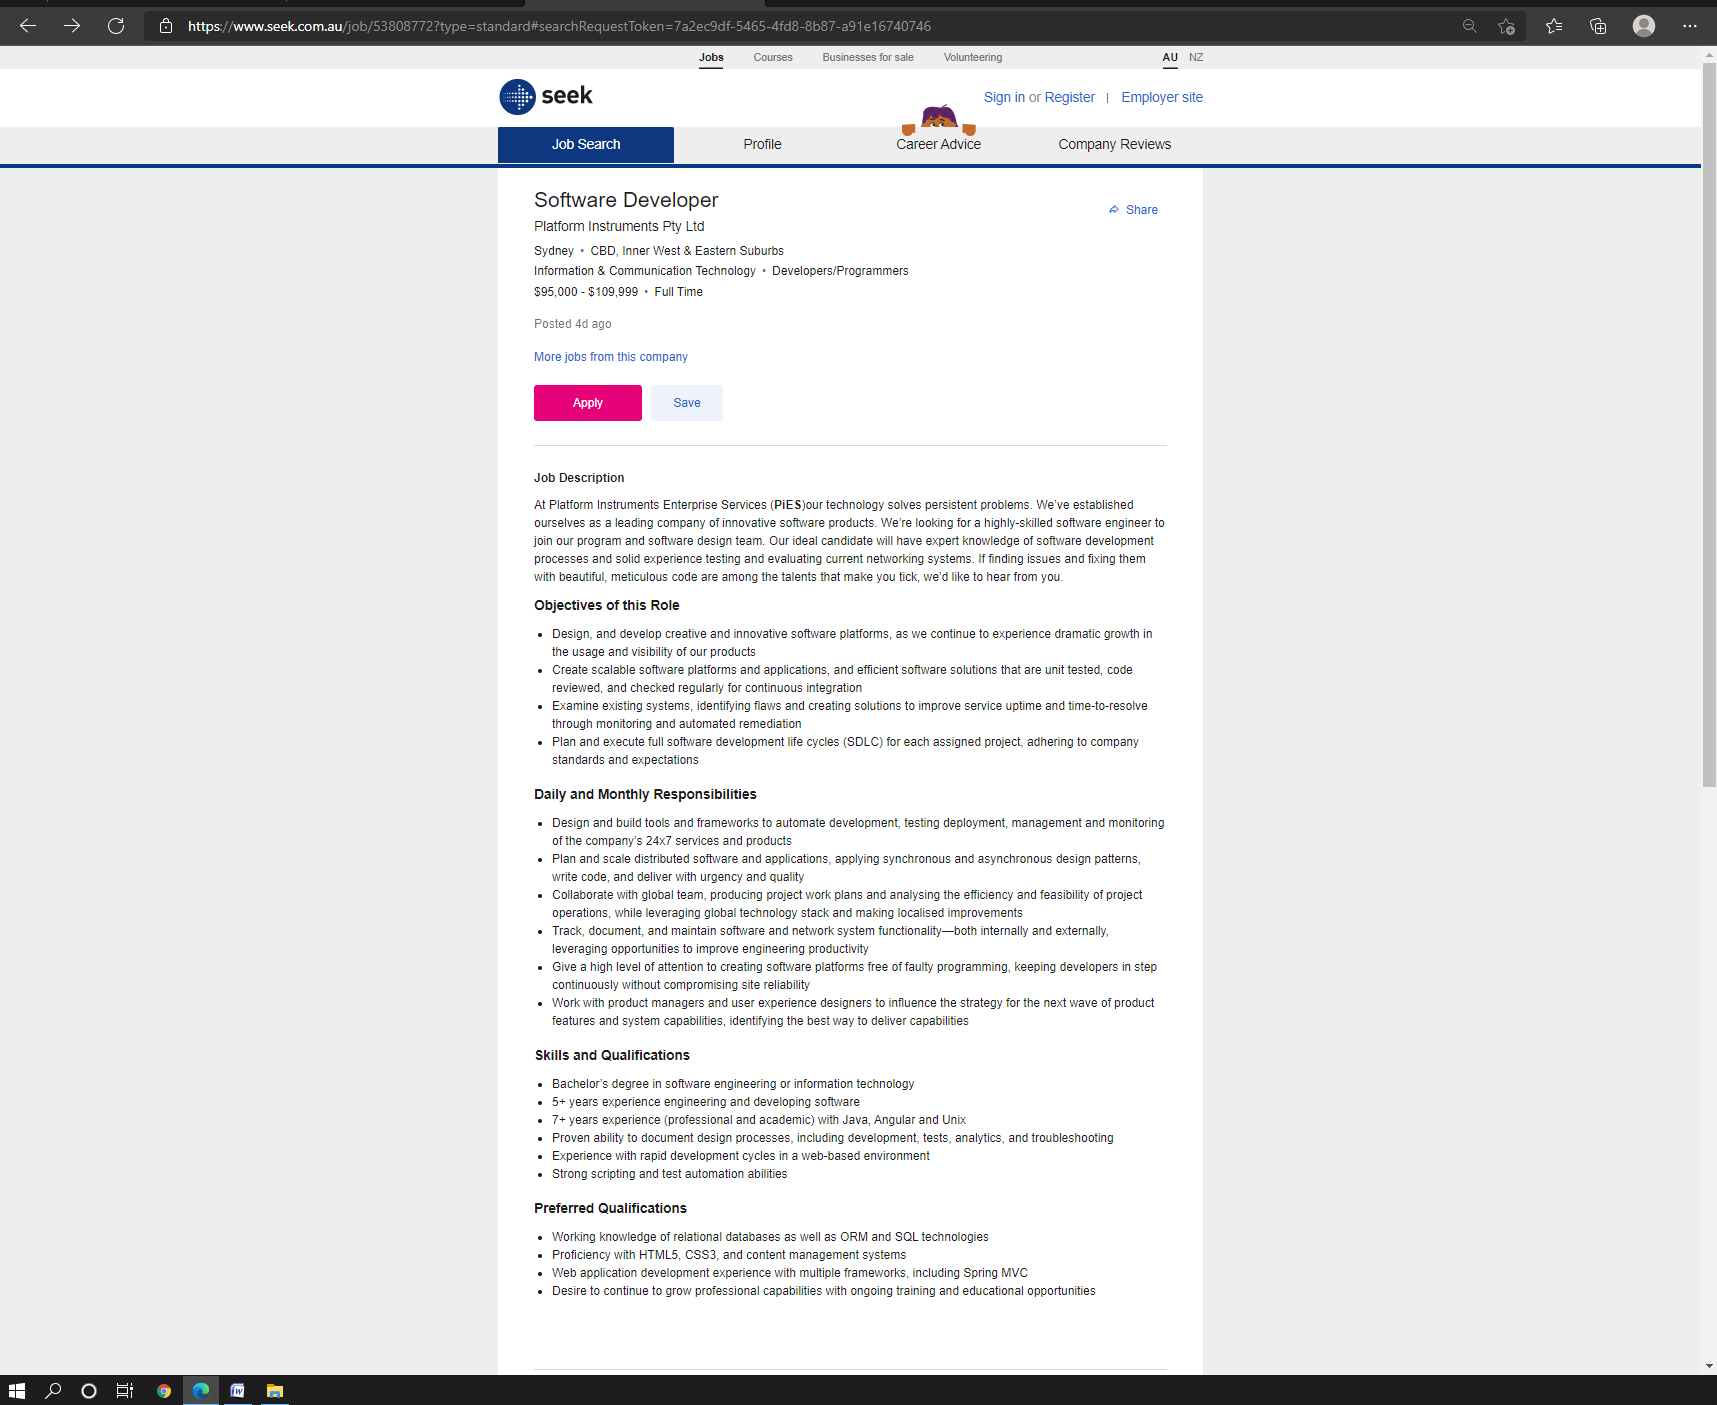 https://www.seek.com.au/job/53808772?type=standard#searchRequestToken=7a2ec9df-5465-4fd8-8b87-a91e16740746
Jobs Courses Businesses for sale Volunteering AU NZ
seek Sign in or Register | Employer site
Job Search Profile Career Advice Company Reviews
Software Developer
Share
Platform Instruments Pty Ltd
Sydney • CBD, Inner West & Eastern Suburbs
Information & Communication Technology • Developers/Programmers
$95,000 - $109,999 • Full Time
Posted 4d ago
More jobs from this company
Apply Save
Job Description
At Platform Instruments Enterprise Services (PiES)our technology solves persistent problems. We've established
ourselves as a leading company of innovative software products. We're looking for a highly-skilled software engineer to
join our program and software design team. Our ideal candidate will have expert knowledge of software development
processes and solid experience testing and evaluating current networking systems. If finding issues and fixing them
with beautiful, meticulous code are among the talents that make you tick, we'd like to hear from you.
Objectives of this Role
• Design, and develop creative and innovative software platforms, as we continue to experience dramatic growth in
the usage and visibility of our products
• Create scalable software platforms and applications, and efficient software solutions that are unit tested, code
reviewed, and checked regularly for continuous integration
• Examine existing systems, identifying flaws and creating solutions to improve service uptime and time-to-resolve
through monitoring and automated remediation
• Plan and execute full software development life cycles (SDLC) for each assigned project, adhering to company
standards and expectations
Daily and Monthly Responsibilities
• Design and build tools and frameworks to automate development, testing deployment, management and monitoring
of the company's 24x7 services and products
• Plan and scale distributed software and applications, applying synchronous and asynchronous design patterns,
write code, and deliver with urgency and quality
• Collaborate with global team, producing project work plans and analysing the efficiency and feasibility of project
operations, while leveraging global technology stack and making localised improvements
• Track, document, and maintain software and network system functionality—both internally and externally,
leveraging opportunities to improve engineering productivity
• Give a high level of attention to creating software platforms free of faulty programming, keeping developers in step
continuously without compromising site reliability
• Work with product managers and user experience designers to influence the strategy for the next wave of product
features and system capabilities, identifying the best way to deliver capabilities
Skills and Qualifications
• Bachelor's degree in software engineering or information technology
• 5+ years experience engineering and developing software
• 7+ years experience (professional and academic) with Java, Angular and Unix
• Proven ability to document design processes, including development, tests, analytics, and troubleshooting
• Experience with rapid development cycles in a web-based environment
• Strong scripting and test automation abilities
Preferred Qualifications
• Working knowledge of relational databases as well as ORM and SQL technologies
• Proficiency with HTML5, CSS3, and content management systems
• Web application development experience with multiple frameworks, including Spring MVC
• Desire to continue to grow professional capabilities with ongoing training and educational opportunities